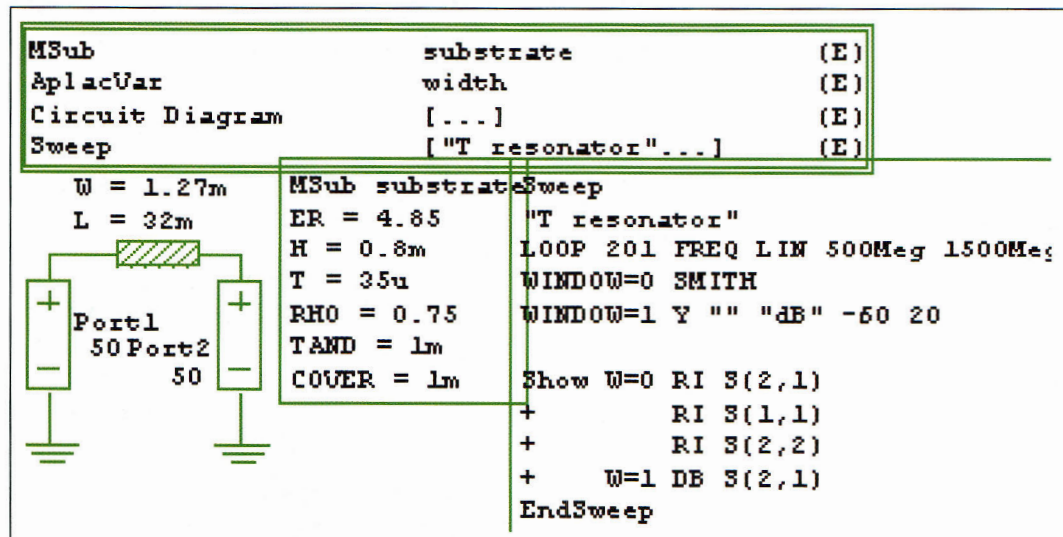 MSub substrate (E)
AplacVar width (E)
Circuit Diagram [...] (E)
Sweep ["T resonator"...] (E)
W = 1.27m
L = 32m
Port1
50
Port2
50
MSub substrate
ER = 4.85
H = 0.8m
T = 35u
RHO = 0.75
TAND = 1m
COVER = 1m
Sweep
"T resonator"
LOOP 201 FREQ LIN 500Meg 1500Meg
WINDOW=0 SMITH
WINDOW=1 Y "" "dB" -60 20
Show W=0 RI S(2,1)
+ RI S(1,1)
+ RI S(2,2)
+ W=1 DB S(2,1)
EndSweep